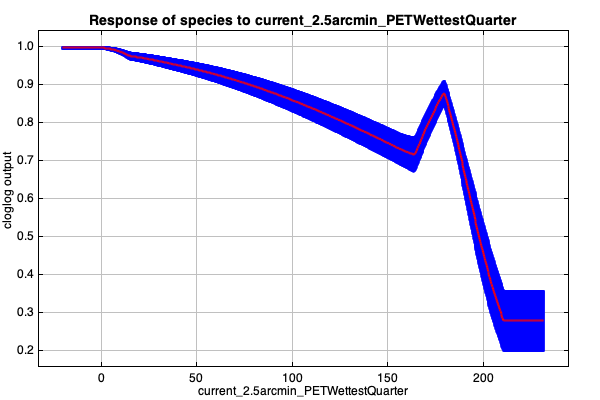 Response of species to current_2.5arcmin_PETWettestQuarter
1.0
0.9
0.8
0.7
0.6
0.5
0.4
0.3
0.2
cloglog output
0 50 100 150 200
current_2.5arcmin_PETWettestQuarter